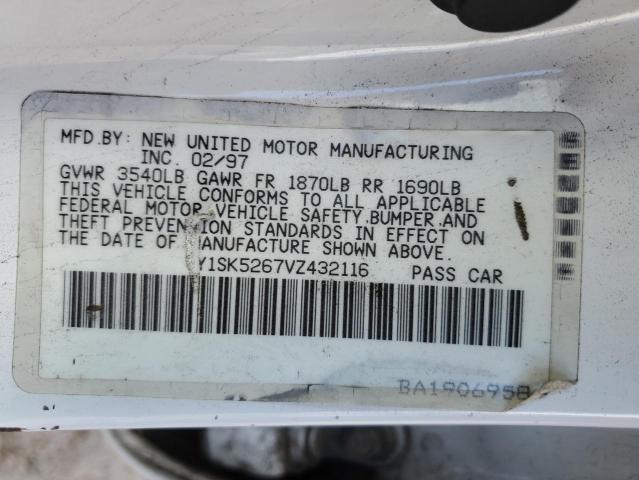 MFD.BY: NEW UNITED MOTOR MANUFACTURING
INC. 02/97
GVWR 3540LB GAWR FR 1870LB RR 1690LB
THIS VEHICLE CONFORMS TO ALL APPLICABLE
FEDERAL MOTOR VEHICLE SAFETY,BUMPER,AND
THEFT PREVENTION STANDARDS IN EFFECT ON
THE DATE OF MANUFACTURE SHOWN ABOVE.
Y1SK5267VZ432116 PASS CAR
BA1906958